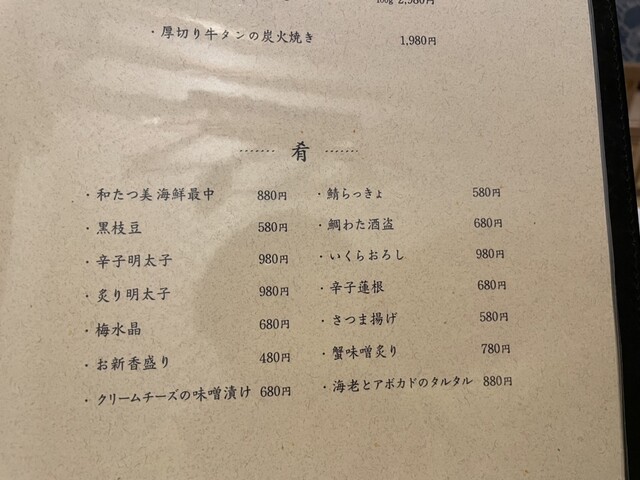 100g 2,980円
・厚切り牛タンの炭火焼き 1,980円
肴
・和たつ美 海鮮最中 880円
・黒枝豆 580円
・辛子明太子 980円
・炙り明太子 980円
・梅水晶 680円
・お新香盛り 480円
・クリームチーズの味噌漬け 680円
・鯖らっきょ 580円
・鯛わた酒盗 680円
・いくらおろし 980円
・辛子蓮根 680円
・さつま揚げ 580円
・蟹味噌炙り 780円
・海老とアボカドのタルタル 880円